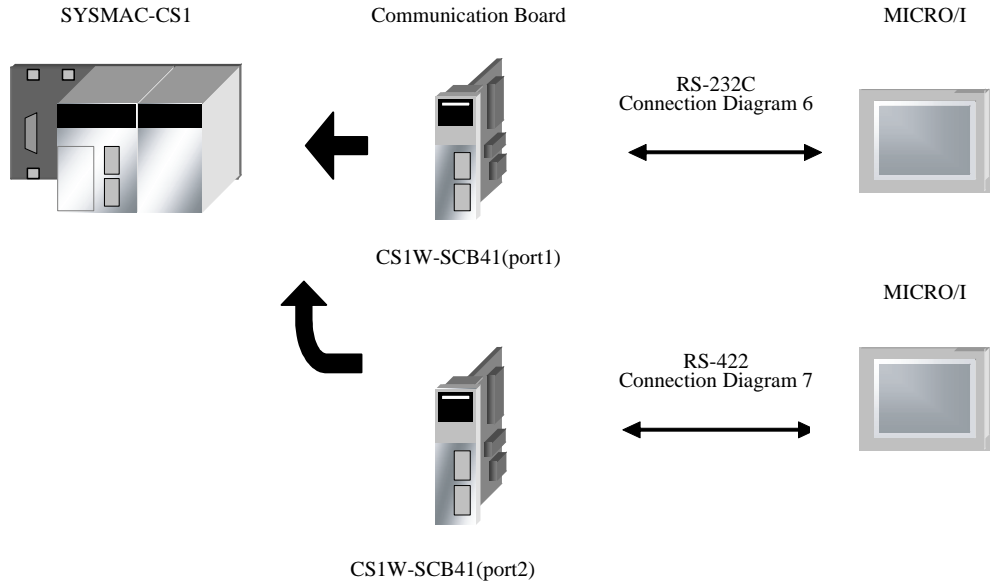 SYSMAC-CS1
Communication Board
MICRO/I
RS-232C
Connection Diagram 6
CS1W-SCB41(port1)
MICRO/I
RS-422
Connection Diagram 7
CS1W-SCB41(port2)